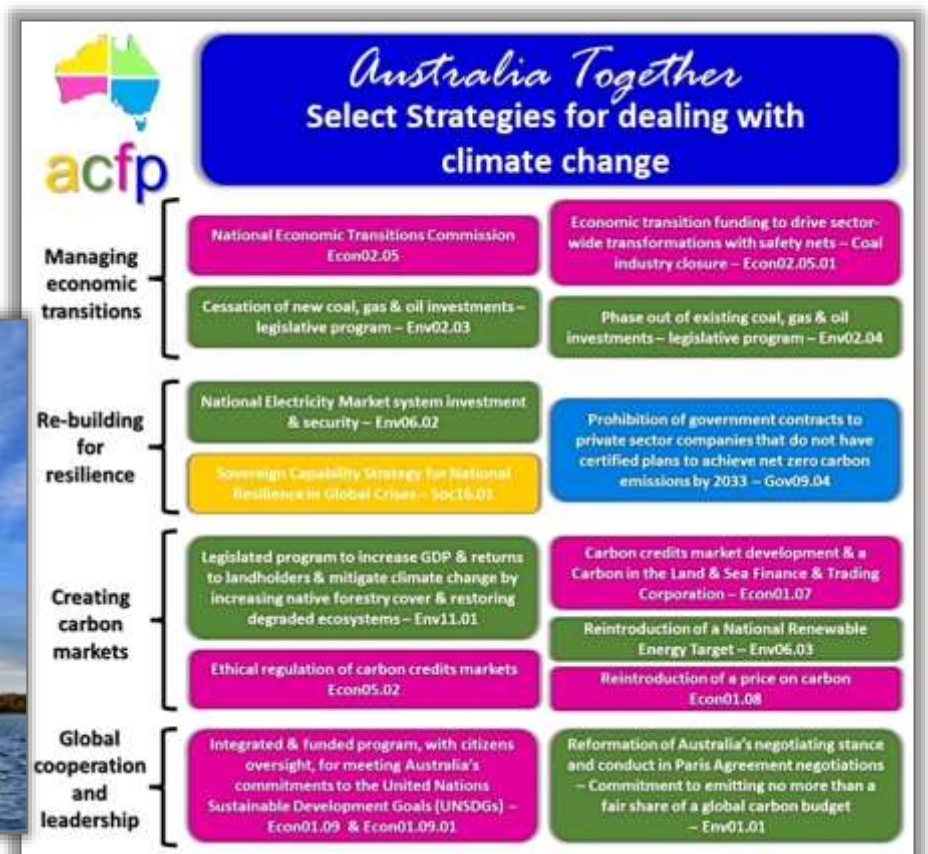 acfp
Australia Together
Select Strategies for dealing with
climate change
Managing
economic
transitions
National Economic Transitions Commission
Econ02.05
Economic transition funding to drive sector-
wide transformations with safety nets – Coal
industry closure – Econ02.05.01
Cessation of new coal, gas & oil investments –
legislative program – Env02.03
Phase out of existing coal, gas & oil
investments – legislative program – Env02.04
Re-building
for
resilience
National Electricity Market system investment
& security – Env06.02
Prohibition of government contracts to
private sector companies that do not have
certified plans to achieve net zero carbon
emissions by 2033 – Gov09.04
Sovereign Capability Strategy for National
Resilience in Global Crises – Soc16.01
Creating
carbon
markets
Legislated program to increase GDP & returns
to landholders & mitigate climate change by
increasing native forestry cover & restoring
degraded ecosystems – Env11.01
Carbon credits market development & a
Carbon in the Land & Sea Finance & Trading
Corporation – Econ01.07
Reintroduction of a National Renewable
Energy Target – Env06.03
Ethical regulation of carbon credits markets
Econ05.02
Reintroduction of a price on carbon
Econ01.08
Global
cooperation
and
leadership
Integrated & funded program, with citizens
oversight, for meeting Australia's
commitments to the United Nations
Sustainable Development Goals (UNSDGs) –
Econ01.09 & Econ01.09.01
Reformation of Australia's negotiating stance
and conduct in Paris Agreement negotiations
– Commitment to emitting no more than a
fair share of a global carbon budget
– Env01.01